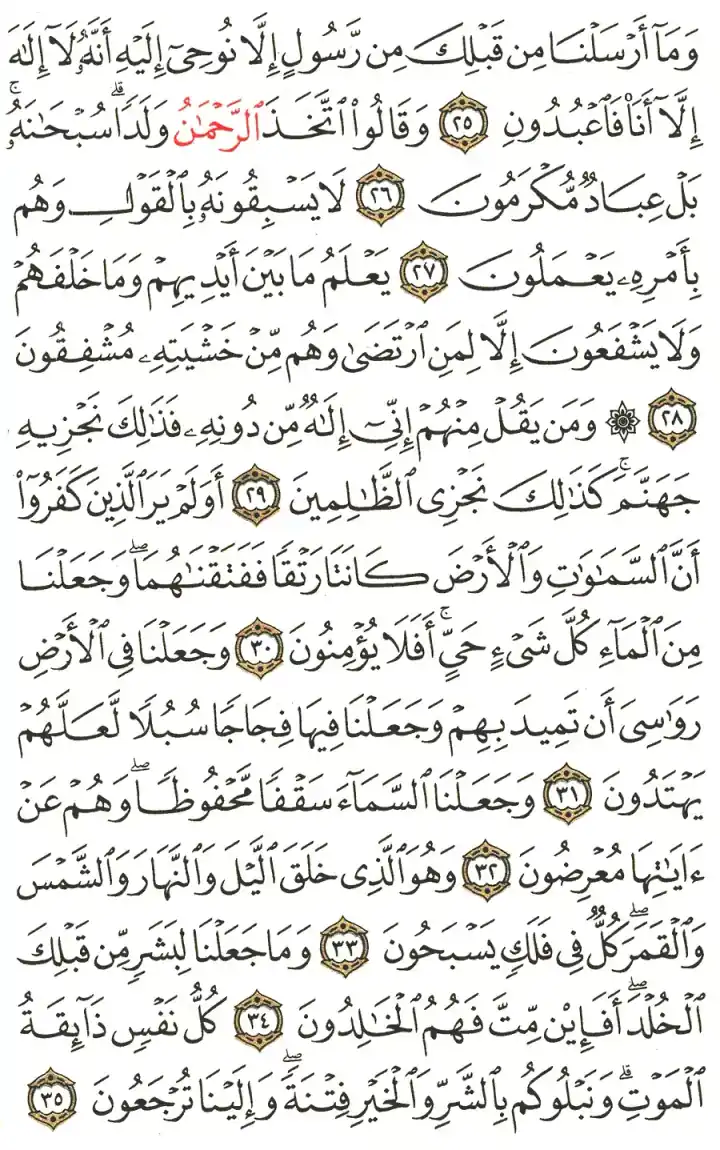 وَمَآ أَرْسَلْنَا مِن قَبْلِكَ مِن رَّسُولٍ إِلَّا نُوحِىٓ إِلَيْهِ أَنَّهُۥ لَآ إِلَٰهَ
إِلَّآ أَنَا۠ فَٱعْبُدُونِ ٢٥ وَقَالُوا۟ ٱتَّخَذَ ٱلرَّحْمَٰنُ وَلَدًا ۗ سُبْحَٰنَهُۥ ۚ
بَلْ عِبَادٌ مُّكْرَمُونَ ٢٦ لَا يَسْبِقُونَهُۥ بِٱلْقَوْلِ وَهُم
بِأَمْرِهِۦ يَعْمَلُونَ ٢٧ يَعْلَمُ مَا بَيْنَ أَيْدِيهِمْ وَمَا خَلْفَهُمْ
وَلَا يَشْفَعُونَ إِلَّا لِمَنِ ٱرْتَضَىٰ وَهُم مِّنْ خَشْيَتِهِۦ مُشْفِقُونَ
٢٨ ۞ وَمَن يَقُلْ مِنْهُمْ إِنِّىٓ إِلَٰهٌ مِّن دُونِهِۦ فَذَٰلِكَ نَجْزِيهِ
جَهَنَّمَ ۚ كَذَٰلِكَ نَجْزِى ٱلظَّٰلِمِينَ ٢٩ أَوَلَمْ يَرَ ٱلَّذِينَ كَفَرُوٓا۟
أَنَّ ٱلسَّمَٰوَٰتِ وَٱلْأَرْضَ كَانَتَا رَتْقًا فَفَتَقْنَٰهُمَا ۖ وَجَعَلْنَا
مِنَ ٱلْمَآءِ كُلَّ شَىْءٍ حَىٍّ ۚ أَفَلَا يُؤْمِنُونَ ٣٠ وَجَعَلْنَا فِى ٱلْأَرْضِ
رَوَٰسِىَ أَن تَمِيدَ بِهِمْ وَجَعَلْنَا فِيهَا فِجَاجًا سُبُلًا لَّعَلَّهُمْ
يَهْتَدُونَ ٣١ وَجَعَلْنَا ٱلسَّمَآءَ سَقْفًا مَّحْفُوظًا ۖ وَهُمْ عَنْ
ءَايَٰتِهَا مُعْرِضُونَ ٣٢ وَهُوَ ٱلَّذِى خَلَقَ ٱلَّيْلَ وَٱلنَّهَارَ وَٱلشَّمْسَ
وَٱلْقَمَرَ ۖ كُلٌّ فِى فَلَكٍ يَسْبَحُونَ ٣٣ وَمَا جَعَلْنَا لِبَشَرٍ مِّن قَبْلِكَ
ٱلْخُلْدَ ۖ أَفَإِي۟ن مِّتَّ فَهُمُ ٱلْخَٰلِدُونَ ٣٤ كُلُّ نَفْسٍ ذَآئِقَةُ
ٱلْمَوْتِ ۗ وَنَبْلُوكُم بِٱلشَّرِّ وَٱلْخَيْرِ فِتْنَةً ۖ وَإِلَيْنَا تُرْجَعُونَ ٣٥